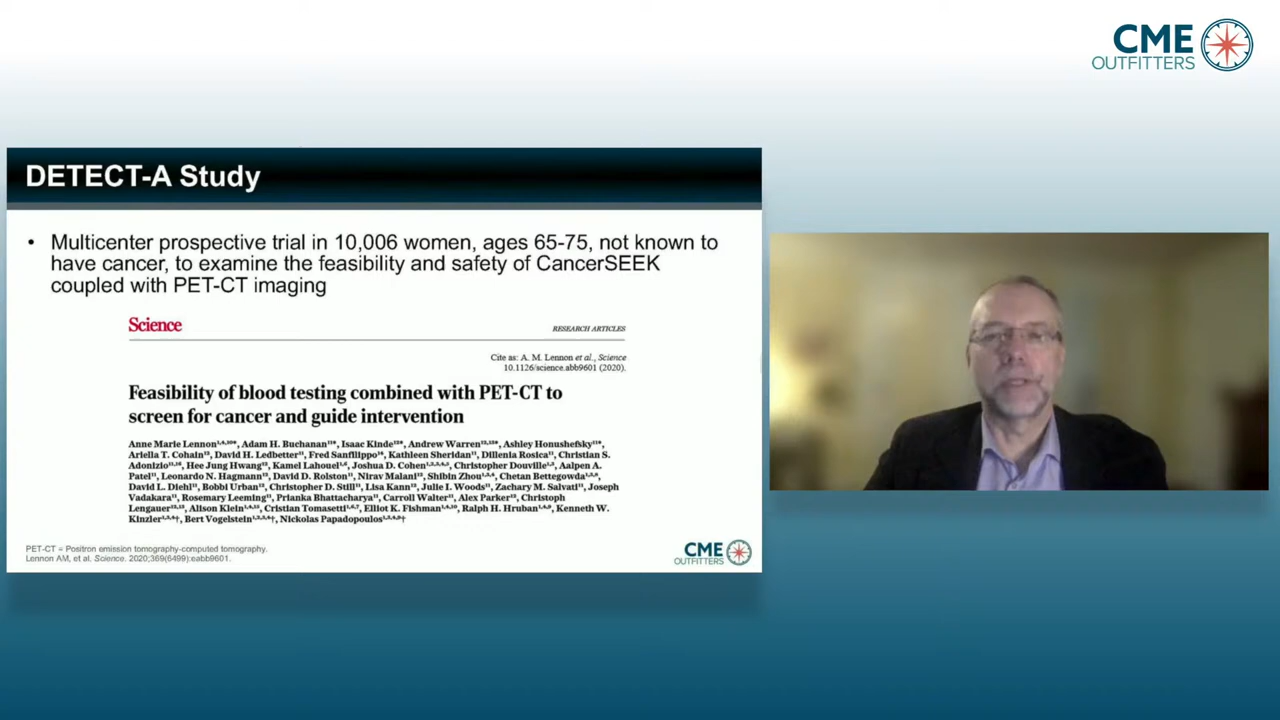 CME
OUTFITTERS
DETECT-A Study
• Multicenter prospective trial in 10,006 women, ages 65-75, not known to
have cancer, to examine the feasibility and safety of CancerSEEK
coupled with PET-CT imaging
Science
RESEARCH ARTICLES
Cite as: A. M. Lennon et al., Science
10.1126/science.abb9601 (2020).
Feasibility of blood testing combined with PET-CT to
screen for cancer and guide intervention
Anne Marie Lennon, Adam H. Buchanan, Isaac Kinde, Andrew Warren, Ashley Honushefsky,
Ariella T. Cohain, David H. Ledbetter, Fred Sanfilippo, Kathleen Sheridan, Dillenia Rosica, Christian S.
Adonizio, Hee Jung Hwang, Kamel Lahouel, Joshua D. Cohen, Christopher Douville, Aalpen A.
Patel, Leonardo N. Hagmann, David D. Rolston, Nirav Malani, Shibin Zhou, Chetan Bettegowda,
David L. Diehl, Bobbi Urban, Christopher D. Still, Lisa Kann, Julie I. Woods, Zachary M. Salvati, Joseph
Vadakara, Rosemary Leeming, Prianka Bhattacharya, Carroll Walter, Alex Parker, Christoph
Lengauer, Alison Klein, Cristian Tomasetti, Elliot K. Fishman, Ralph H. Hruban, Kenneth W.
Kinzler, Bert Vogelstein, Nickolas Papadopoulos
PET-CT = Positron emission tomography-computed tomography.
Lennon AM, et al. Science. 2020;369(6499):eabb9601.
CME
OUTFITTERS